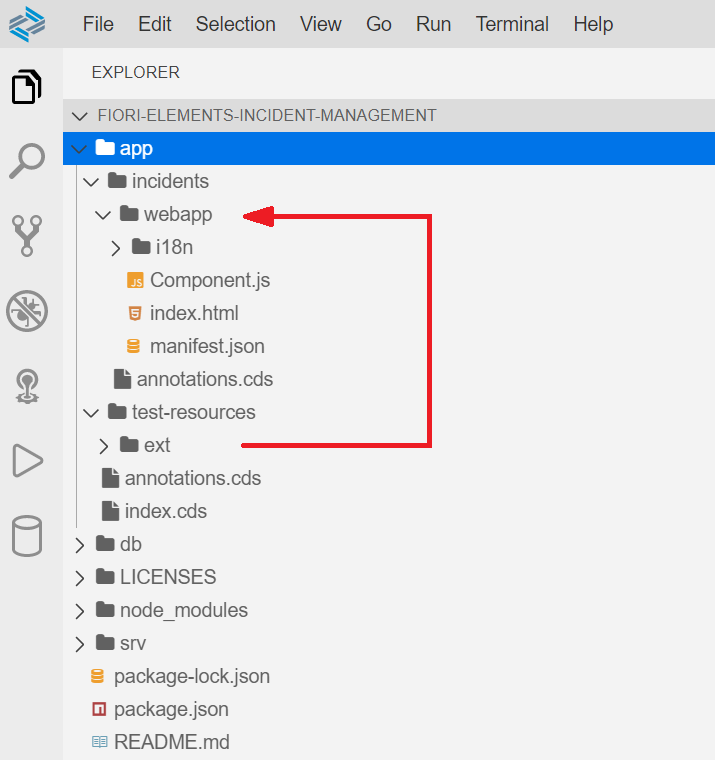 File Edit Selection View Go Run Terminal Help
EXPLORER
FIORI-ELEMENTS-INCIDENT-MANAGEMENT
app
incidents
webapp
i18n
JS Component.js
5 index.html
manifest.json
annotations.cds
test-resources
ext
annotations.cds
index.cds
db
LICENSES
node_modules
srv
package-lock.json
package.json
README.md